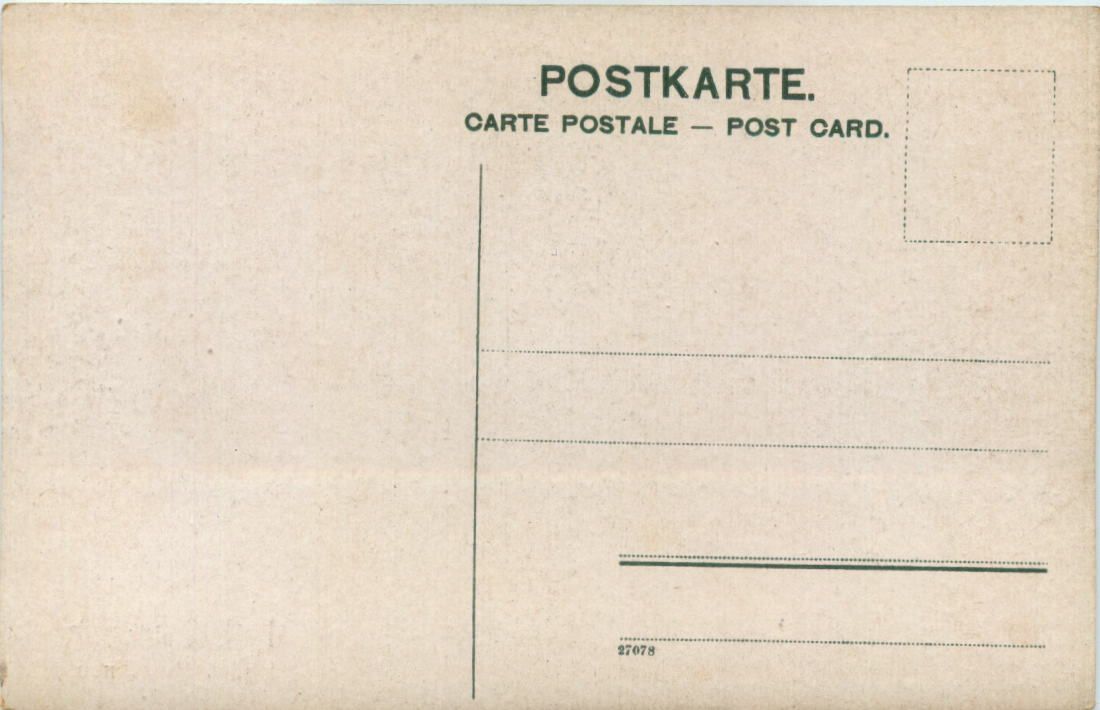 POSTKARTE.
CARTE POSTALE — POST CARD.
27078